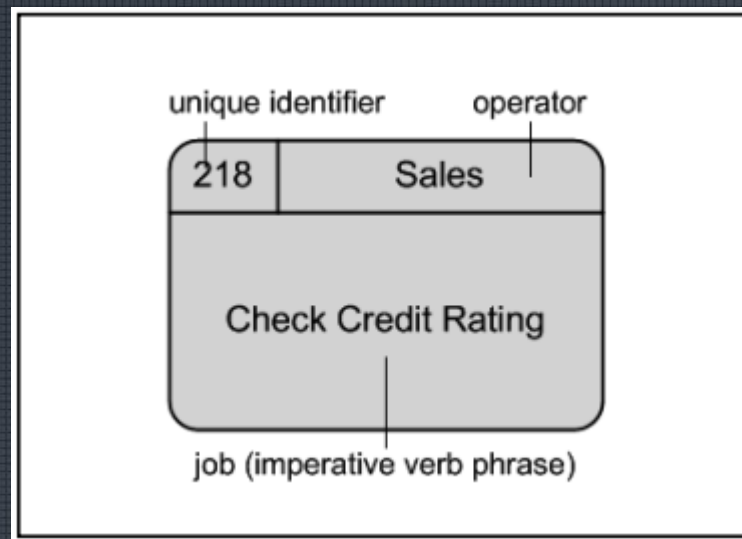 unique identifier operator
218 Sales
Check Credit Rating
job (imperative verb phrase)